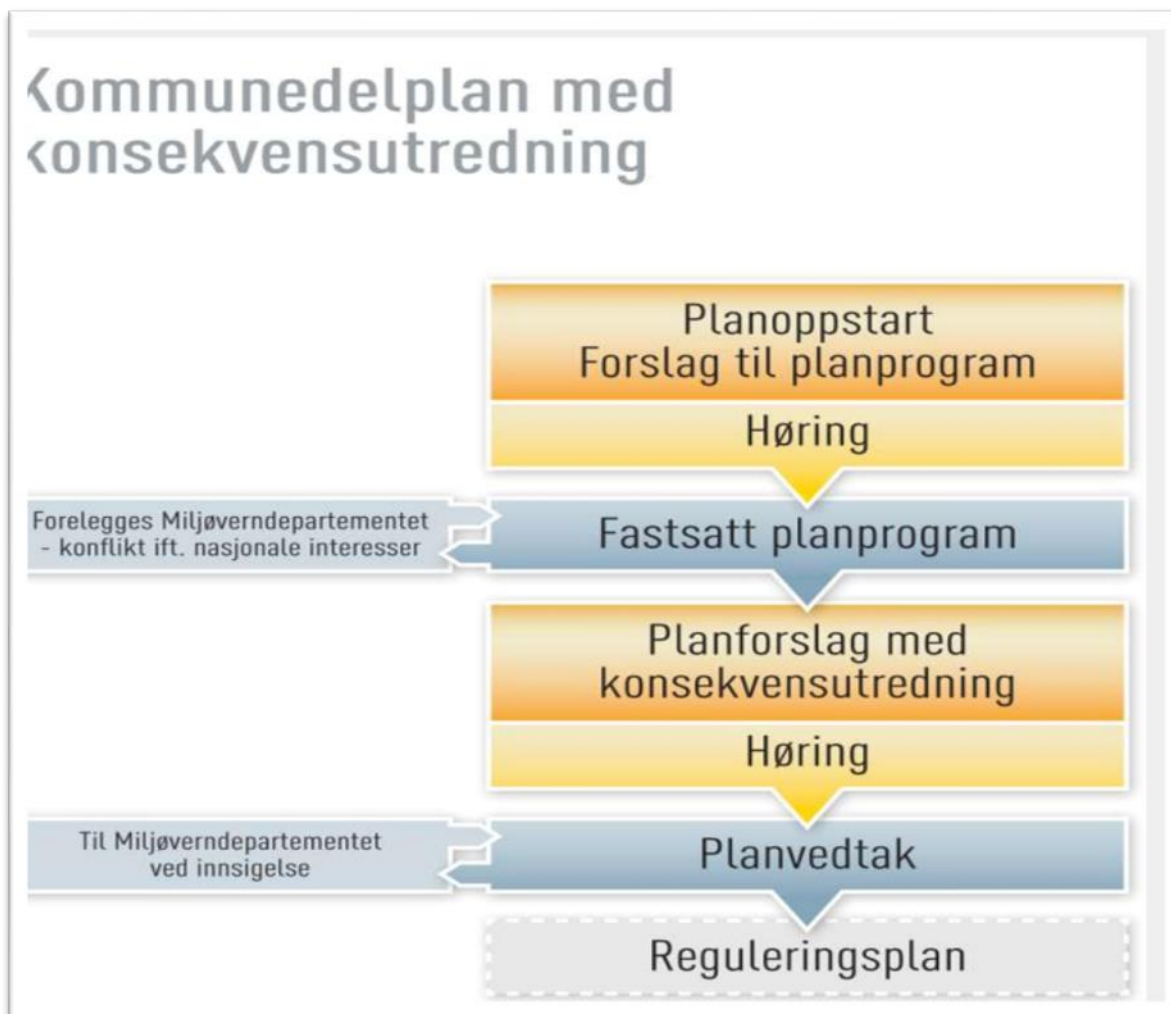 Kommunedelplan med
konsekvensutredning
Planoppstart
Forslag til planprogram
Høring
Forelegges Miljøverndepartementet
- konflikt ift. nasjonale interesser
Fastsatt planprogram
Planforslag med
konsekvensutredning
Høring
Til Miljøverndepartementet
ved innsigelse
Planvedtak
Reguleringsplan